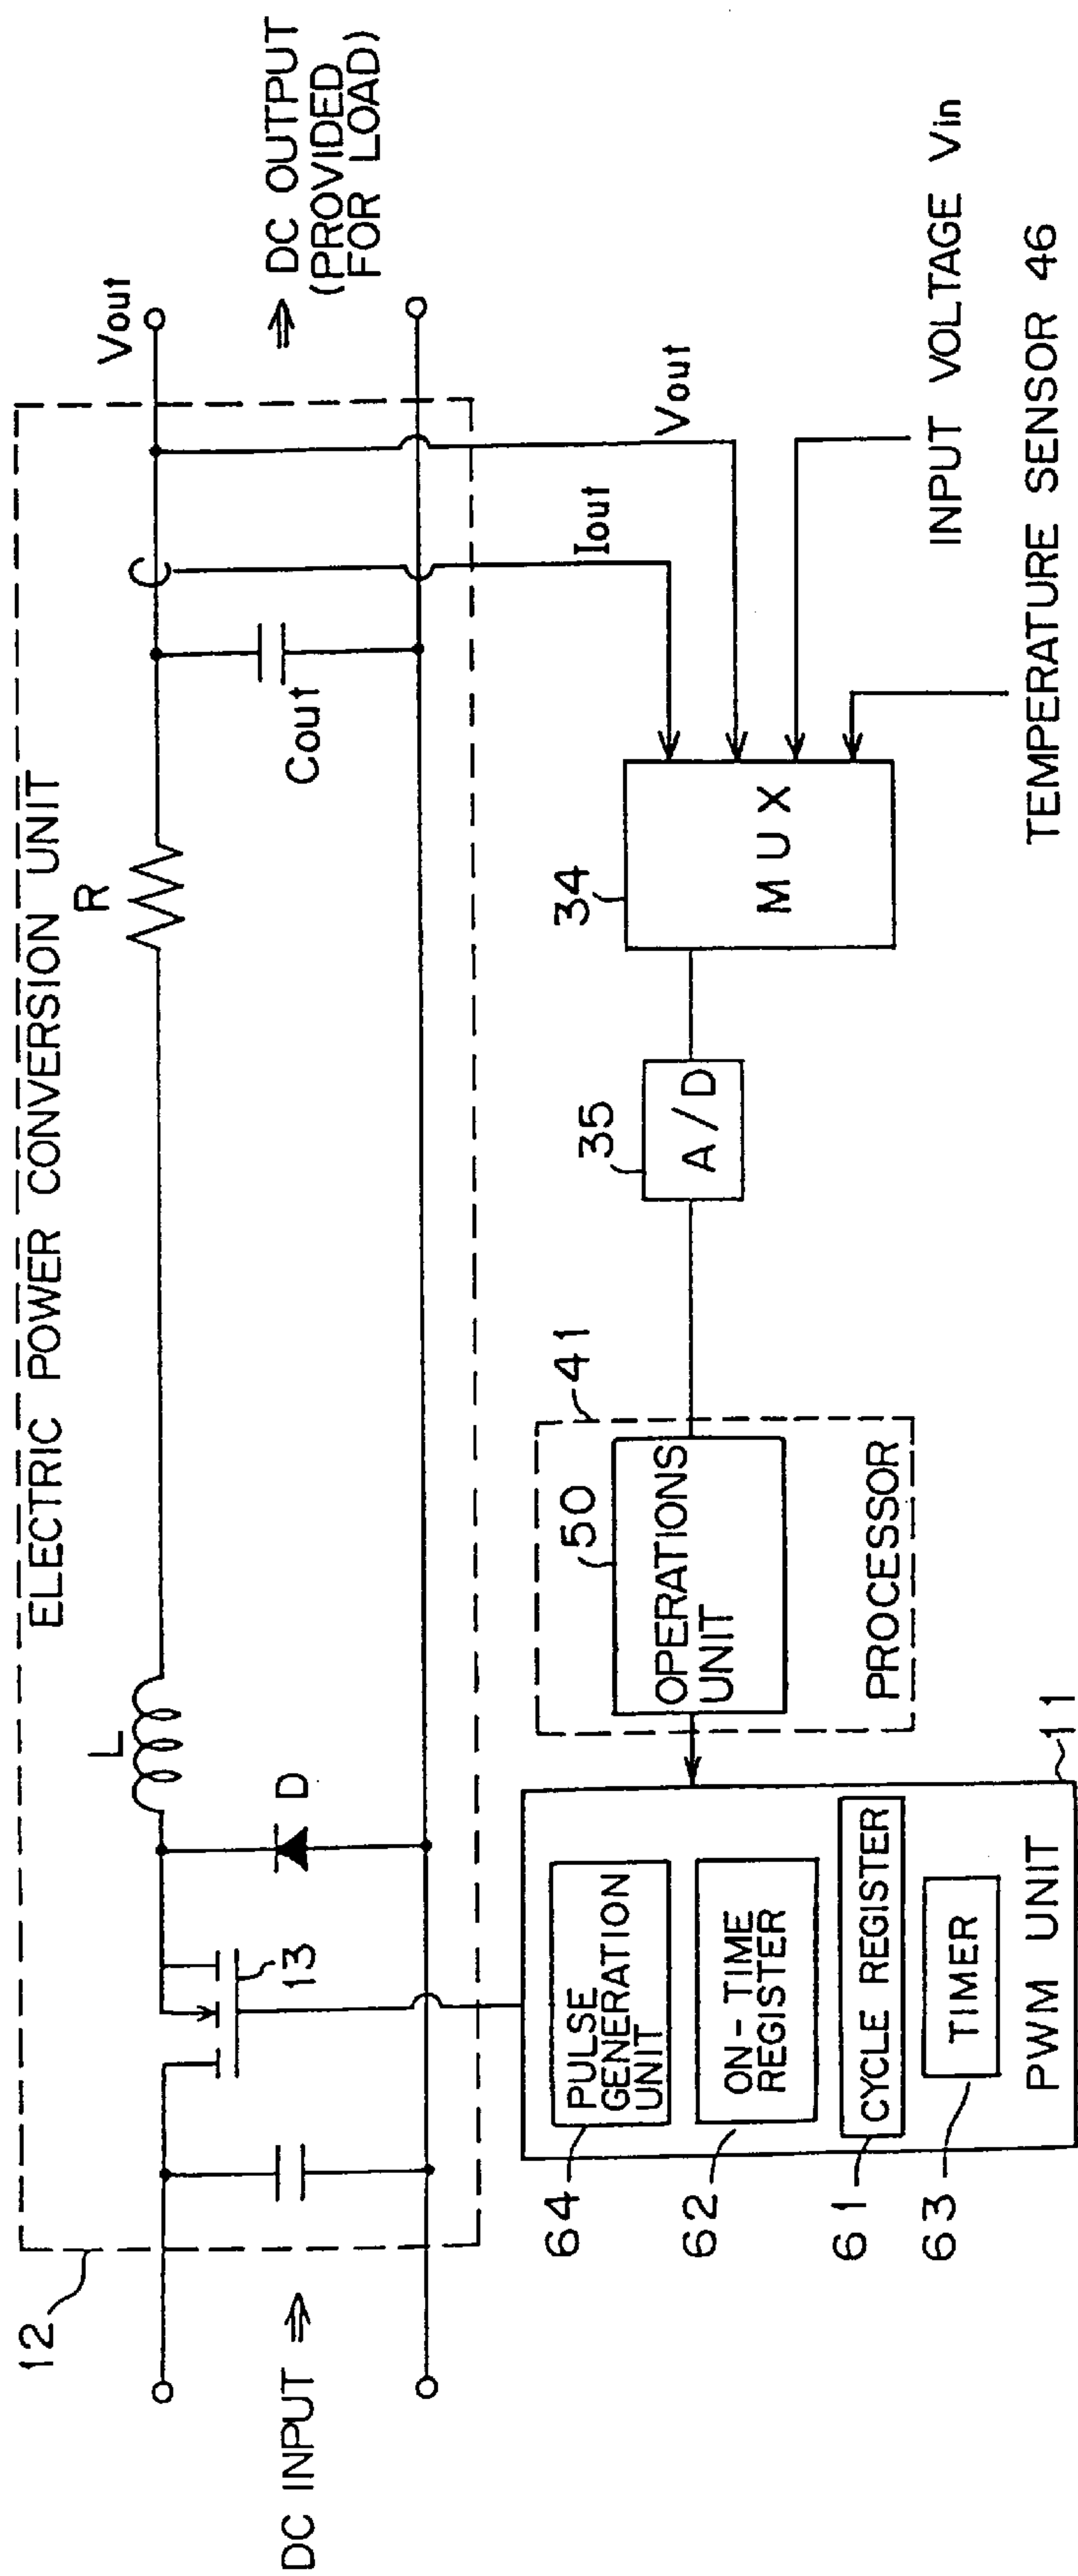 12
ELECTRIC POWER CONVERSION UNIT
DC INPUT ⇒
13
L
D
R
Cout
Iout
Vout
Vout
⇒ DC OUTPUT
(PROVIDED
FOR LOAD)
64
PULSE
GENERATION
UNIT
62
ON-TIME
REGISTER
61
CYCLE REGISTER
63
TIMER
PWM UNIT
11
50
OPERATIONS
UNIT
PROCESSOR
41
35
A/D
34
MUX
INPUT VOLTAGE Vin
TEMPERATURE SENSOR 46